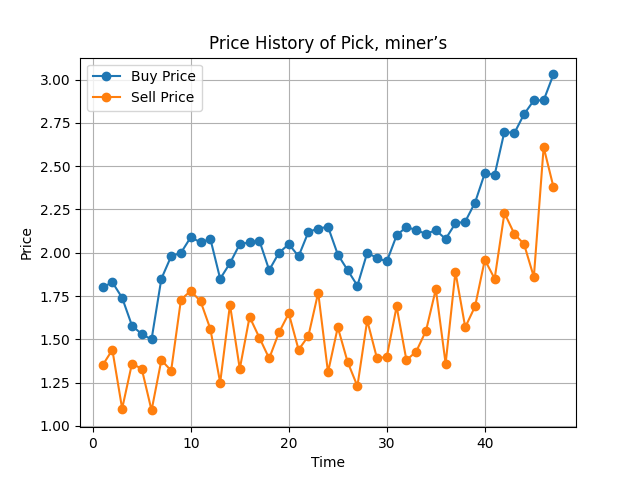 Price History of Pick, miner’s
Buy Price
Sell Price
3.00
2.75
2.50
2.25
2.00
1.75
1.50
1.25
1.00
Price
0 10 20 30 40
Time